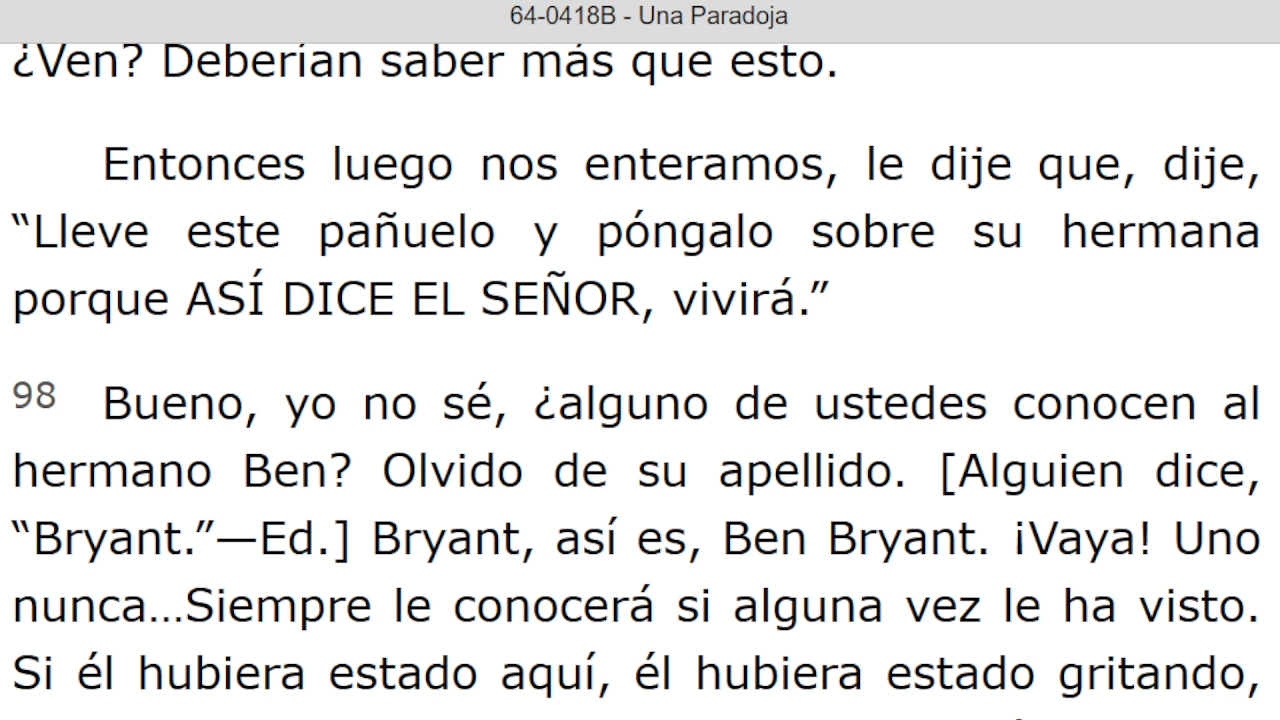 64-0418B - Una Paradoja
¿Ven? Deberían saber más que esto.
Entonces luego nos enteramos, le dije que, dije,
“Lleve este pañuelo y póngalo sobre su hermana
porque ASÍ DICE EL SEÑOR, vivirá.”
98 Bueno, yo no sé, ¿alguno de ustedes conocen al
hermano Ben? Olvido de su apellido. [Alguien dice,
“Bryant.”—Ed.] Bryant, así es, Ben Bryant. ¡Vaya! Uno
nunca...Siempre le conocerá si alguna vez le ha visto.
Si él hubiera estado aquí, él hubiera estado gritando,